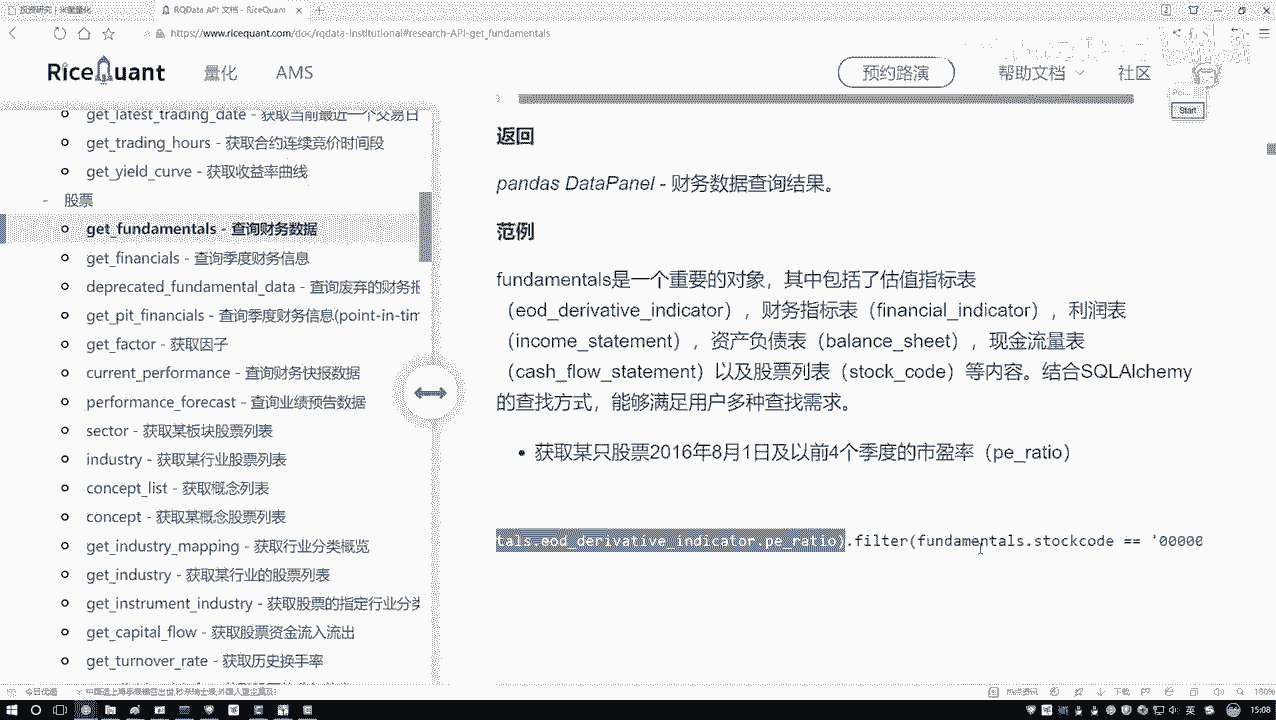 投资研究 | 米筐量化
RQData API 文档 - RiceQuant
https://www.ricequant.com/doc/rqdata-institutional#research-API-get_fundamentals
RiceQuant
量化
AMS
预约路演
帮助文档
社区
Start
get_latest_trading_date - 获取当前最近一个交易日
get_trading_hours - 获取合约连续竞价时间段
get_yield_curve - 获取收益率曲线
- 股票
get_fundamentals - 查询财务数据
get_financials - 查询季度财务信息
deprecated_fundamental_data - 查询废弃的财务报
get_pit_financials - 查询季度财务信息(point-in-tim
get_factor - 获取因子
current_performance - 查询财务快报数据
performance_forecast - 查询业绩预告数据
sector - 获取某板块股票列表
industry - 获取某行业股票列表
concept_list - 获取概念列表
concept - 获取某概念股票列表
get_industry_mapping - 获取行业分类概览
get_industry - 获取某行业的股票列表
get_instrument_industry - 获取股票的指定行业分类
get_capital_flow - 获取股票资金流入流出
get_turnover_rate - 获取历史换手率
返回
pandas DataPanel - 财务数据查询结果。
范例
fundamentals是一个重要的对象，其中包括了估值指标表
（eod_derivative_indicator），财务指标表（financial_indicator），利润表
（income_statement），资产负债表（balance_sheet），现金流量表
（cash_flow_statement）以及股票列表（stock_code）等内容。结合SQLAlchemy
的查找方式，能够满足用户多种查找需求。
• 获取某只股票2016年8月1日及以前4个季度的市盈率（pe_ratio）
tals.eod_derivative_indicator.pe_ratio).filter(fundamentals.stockcode == '00000
今日优选
热点资讯
下载
180%
英
15:08